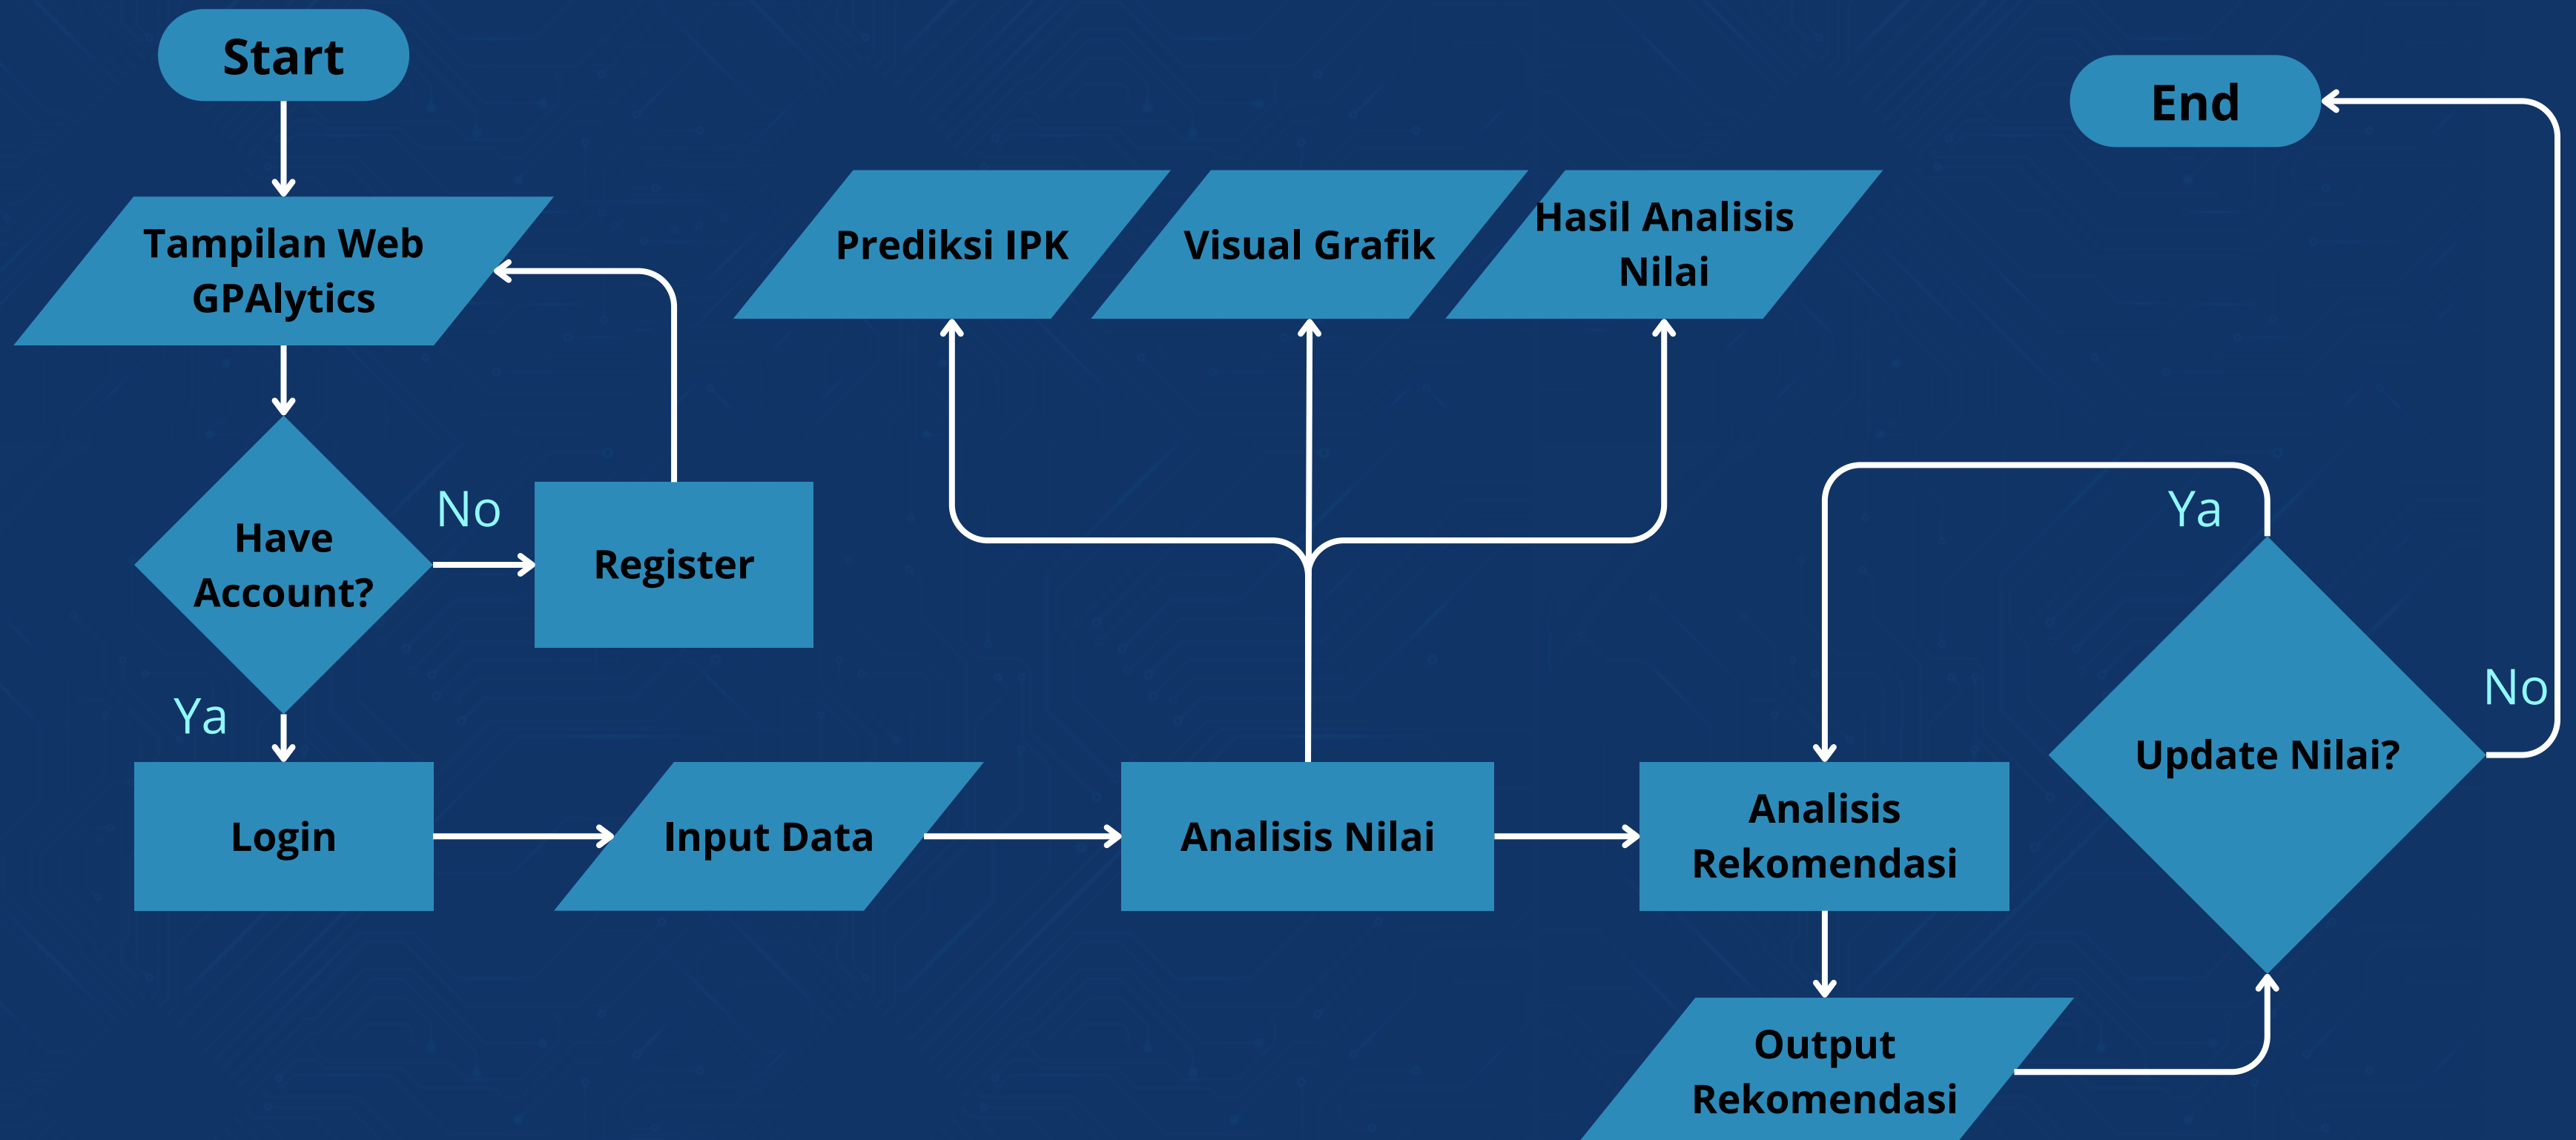 Start
End
Tampilan Web
GPAlytics
Prediksi IPK
Visual Grafik
Hasil Analisis
Nilai
Have
Account?
No
Register
Ya
Login
Input Data
Analisis Nilai
Analisis
Rekomendasi
Ya
Update Nilai?
No
Output
Rekomendasi